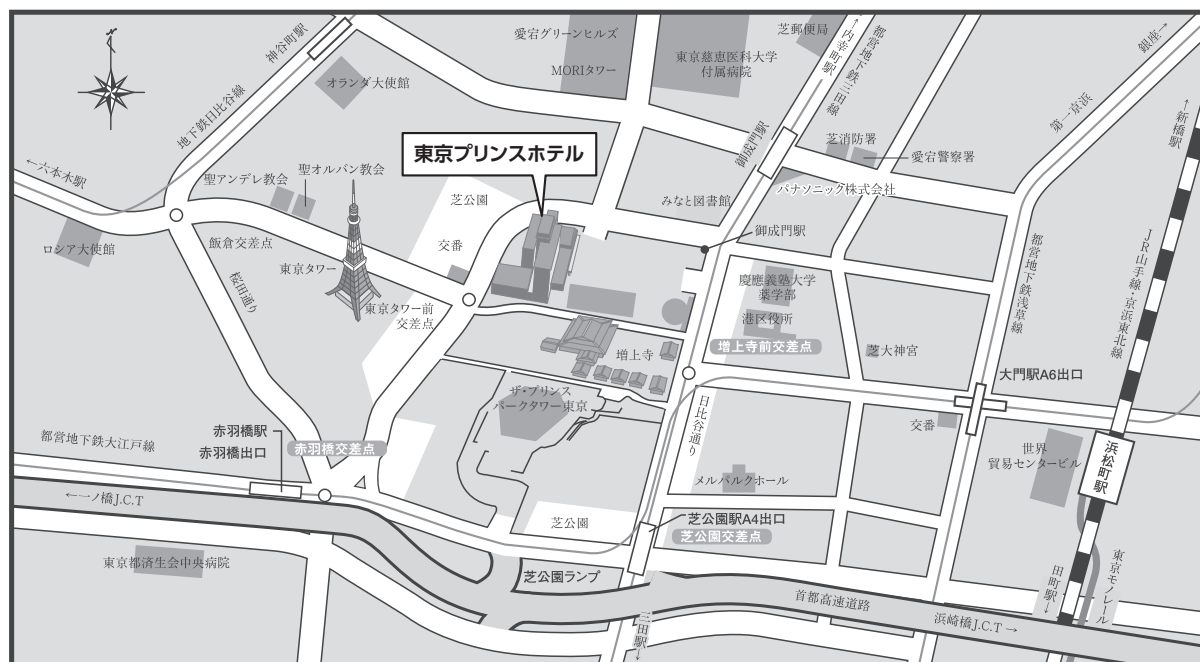 神谷町駅
愛宕グリーンヒルズ
MORIタワー
芝郵便局
東京慈恵医科大学
付属病院
←内幸町駅
都営地下鉄三田線
銀座→
第一京浜
←新橋駅
オランダ大使館
地下鉄日比谷線
東京プリンスホテル
御成門駅
芝消防署
愛宕警察署
パナソニック株式会社
←六本木駅
聖アンデレ教会
聖オルバン教会
芝公園
みなと図書館
御成門駅
ロシア大使館
飯倉交差点
交番
東京タワー
桜田通り
東京タワー前
交差点
慶應義塾大学
薬学部
港区役所
増上寺前交差点
都営地下鉄浅草線
JR山手線・京浜東北線
増上寺
芝大神宮
大門駅A6出口
ザ・プリンス
パークタワー東京
日比谷通り
交番
世界
貿易センタービル
浜松町駅
都営地下鉄大江戸線
赤羽橋駅
赤羽橋出口
赤羽橋交差点
メルパルクホール
←一ノ橋J.C.T
芝公園
芝公園駅A4出口
芝公園交差点
東京都済生会中央病院
芝公園ランプ
首都高速道路
浜崎橋J.C.T→
田町駅→
東京モノレール
三田駅→